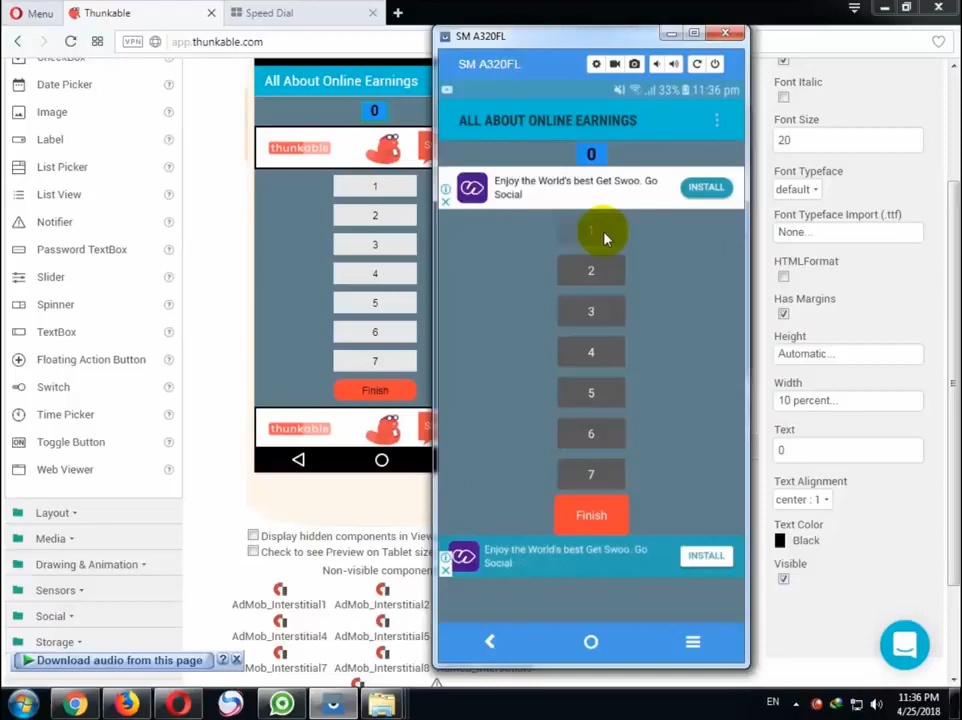 Menu
Thunkable
Speed Dial
SM A320FL
VPN
app.thunkable.com
SM A320FL
33% 11:36 pm
CheckBox
Date Picker
Image
Label
List Picker
List View
Notifier
Password TextBox
Slider
Spinner
TextBox
Floating Action Button
Switch
Time Picker
ON
Toggle Button
Web Viewer
Layout
Media
Drawing & Animation
Sensors
Social
Storage
Download audio from this page
All About Online Earnings
0
thunkable
1
2
3
4
5
6
7
Finish
thunkable
Display hidden components in View
Check to see Preview on Tablet size
Non-visible component
AdMob_Interstitial1
AdMob_Interstitial2
AdMob_Interstitial4
AdMob_Interstitial5
AdMob_Interstitial7
AdMob_Interstitial8
ALL ABOUT ONLINE EARNINGS
0
Enjoy the World's best Get Swoo. Go
Social
INSTALL
1
2
3
4
5
6
7
Finish
Enjoy the World's best Get Swoo. Go
Social
INSTALL
Font Italic
Font Size
20
Font Typeface
default
Font Typeface Import (.ttf)
None...
HTMLFormat
Has Margins
Height
Automatic...
Width
10 percent...
Text
0
Text Alignment
center : 1
Text Color
Black
Visible
EN
11:36 PM
4/25/2018